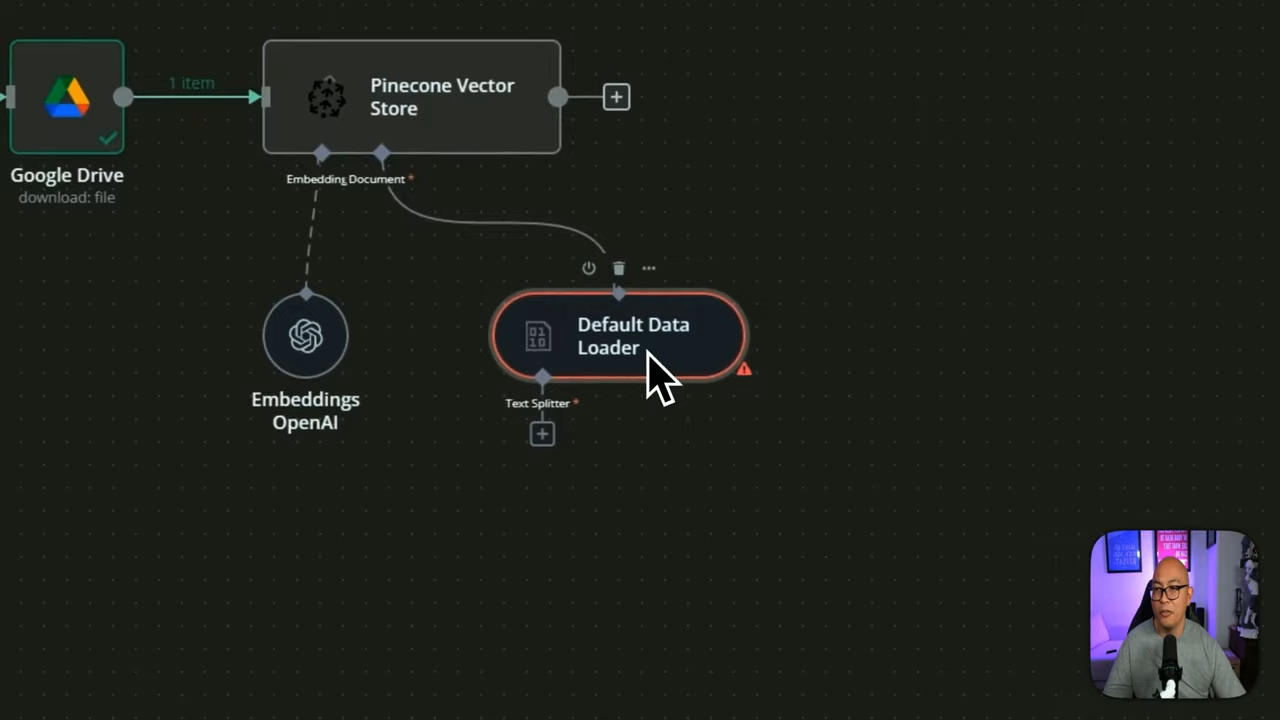 1 item
Pinecone Vector
Store
Google Drive
download: file
Embedding
Document *
Default Data
Loader
Text Splitter *
Embeddings
OpenAI